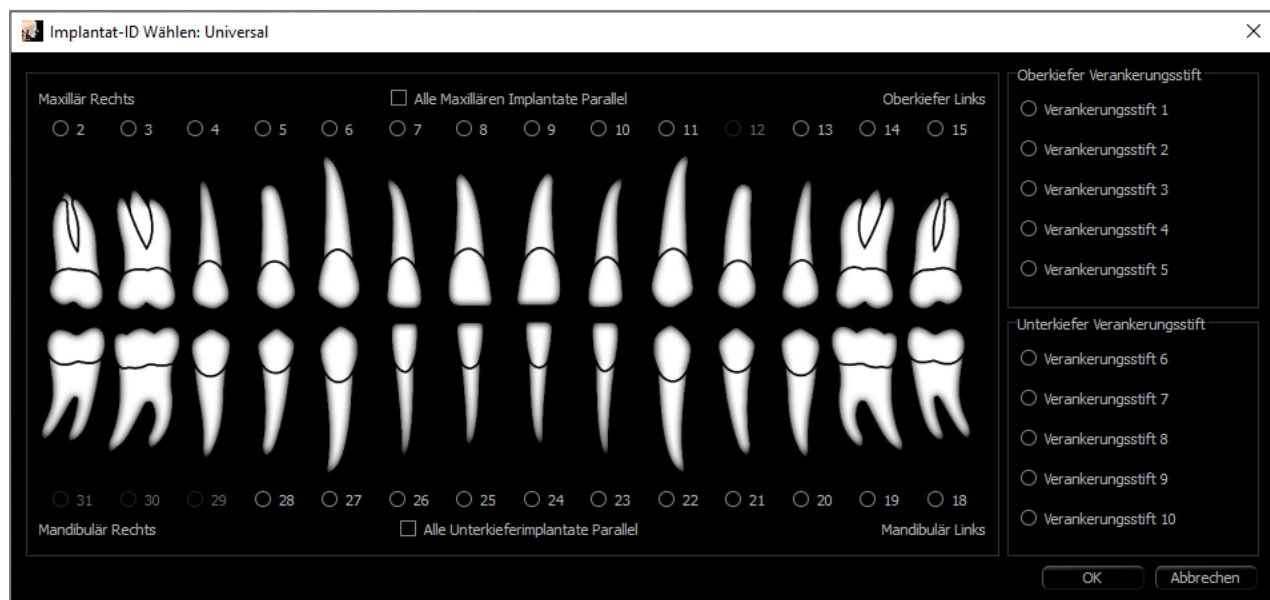 Implantat-ID Wählen: Universal
Maxillär Rechts
Alle Maxillären Implantate Parallel
Oberkiefer Links
2 3 4 5 6 7 8 9 10 11 12 13 14 15
31 30 29 28 27 26 25 24 23 22 21 20 19 18
Mandibulär Rechts
Alle Unterkieferimplantate Parallel
Mandibulär Links
Oberkiefer Verankerungsstift
Verankerungsstift 1
Verankerungsstift 2
Verankerungsstift 3
Verankerungsstift 4
Verankerungsstift 5
Unterkiefer Verankerungsstift
Verankerungsstift 6
Verankerungsstift 7
Verankerungsstift 8
Verankerungsstift 9
Verankerungsstift 10
OK
Abbrechen